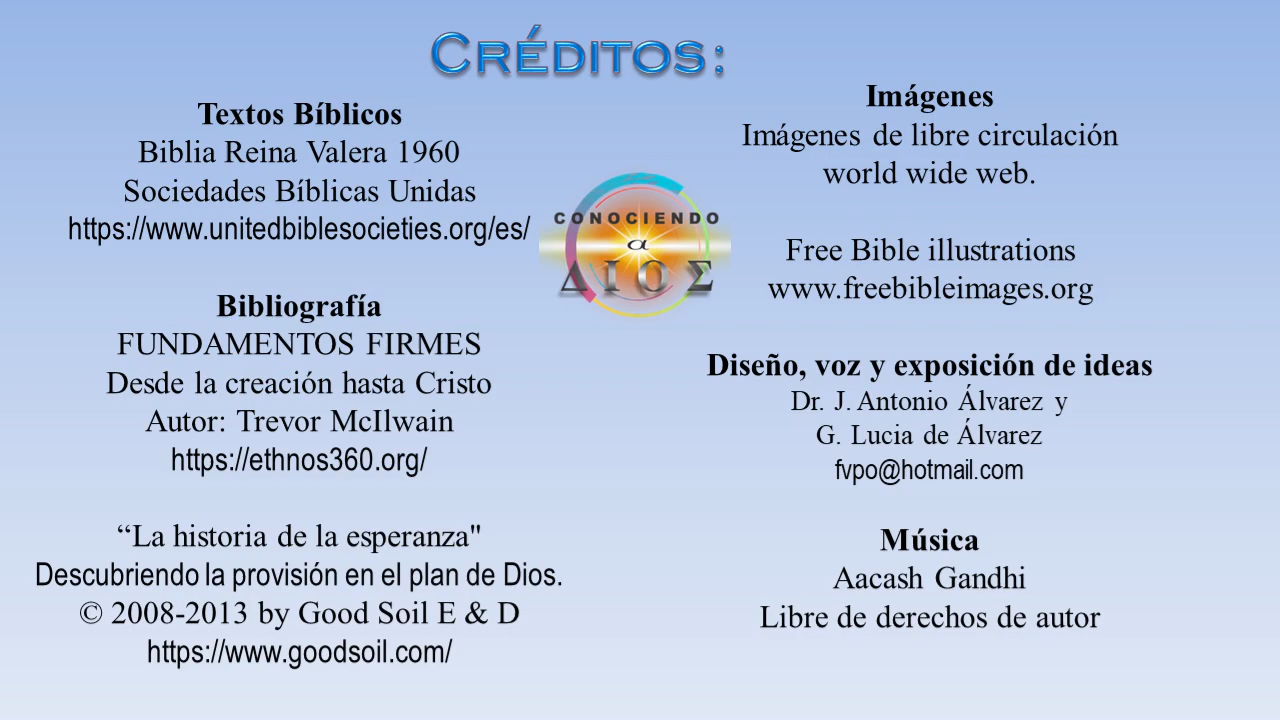 CRÉDITOS:
Textos Bíblicos
Biblia Reina Valera 1960
Sociedades Bíblicas Unidas
https://www.unitedbiblesocieties.org/es/
Bibliografía
FUNDAMENTOS FIRMES
Desde la creación hasta Cristo
Autor: Trevor McIlwain
https://ethnos360.org/
“La historia de la esperanza"
Descubriendo la provisión en el plan de Dios.
© 2008-2013 by Good Soil E & D
https://www.goodsoil.com/
CONOCIENDO
α
ΔΙΟΣ
Imágenes
Imágenes de libre circulación
world wide web.
Free Bible illustrations
www.freebibleimages.org
Diseño, voz y exposición de ideas
Dr. J. Antonio Álvarez y
G. Lucia de Álvarez
fvpo@hotmail.com
Música
Aacash Gandhi
Libre de derechos de autor